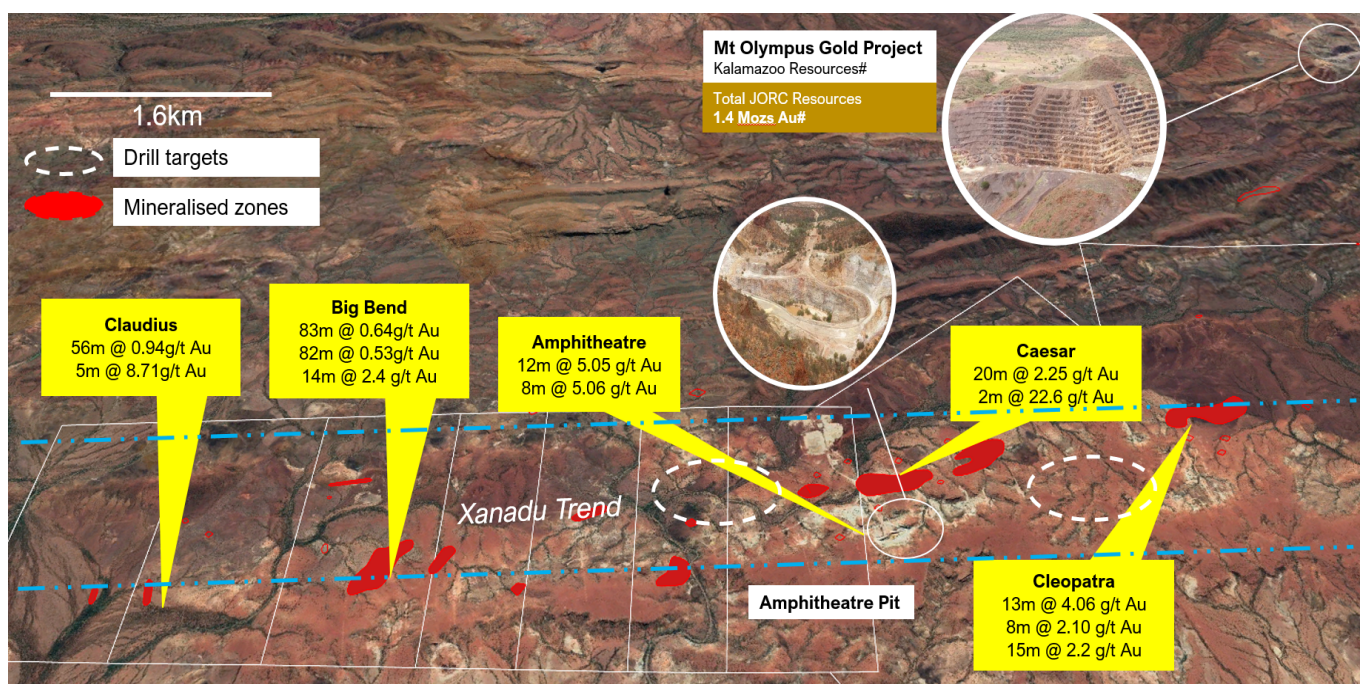 Mt Olympus Gold Project
Kalamazoo Resources#
Total JORC Resources
1.4 Mozs Au#
1.6km
Drill targets
Mineralised zones
Claudius
56m @ 0.94g/t Au
5m @ 8.71g/t Au
Big Bend
83m @ 0.64g/t Au
82m @ 0.53g/t Au
14m @ 2.4 g/t Au
Amphitheatre
12m @ 5.05 g/t Au
8m @ 5.06 g/t Au
Caesar
20m @ 2.25 g/t Au
2m @ 22.6 g/t Au
Xanadu Trend
Amphitheatre Pit
Cleopatra
13m @ 4.06 g/t Au
8m @ 2.10 g/t Au
15m @ 2.2 g/t Au